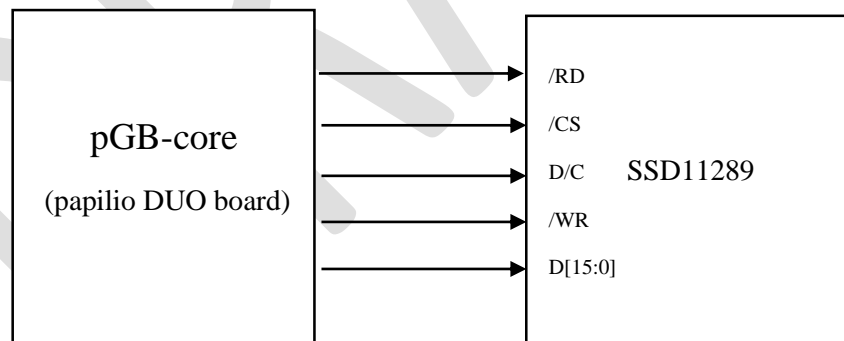 pGB-core
(papilio DUO board)
/RD
/CS
D/C
SSD11289
/WR
D[15:0]